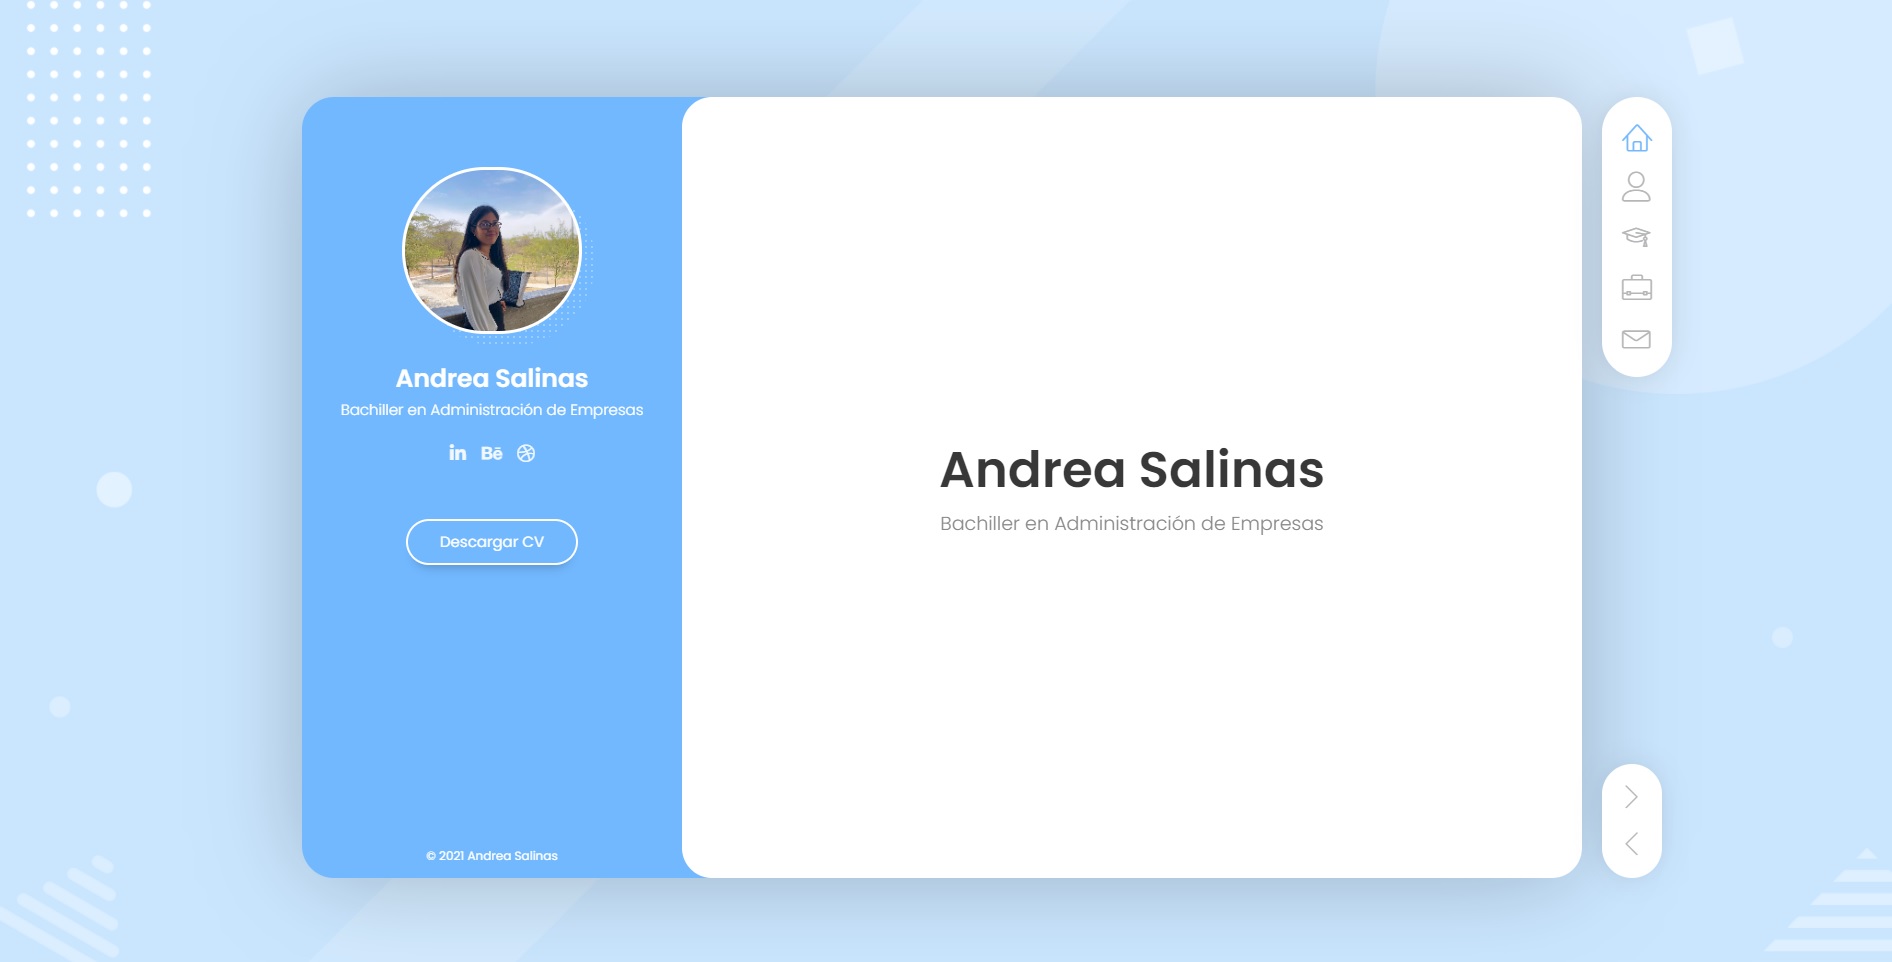 Andrea Salinas
Bachiller en Administración de Empresas
in Bē
Descargar CV
© 2021 Andrea Salinas
Andrea Salinas
Bachiller en Administración de Empresas